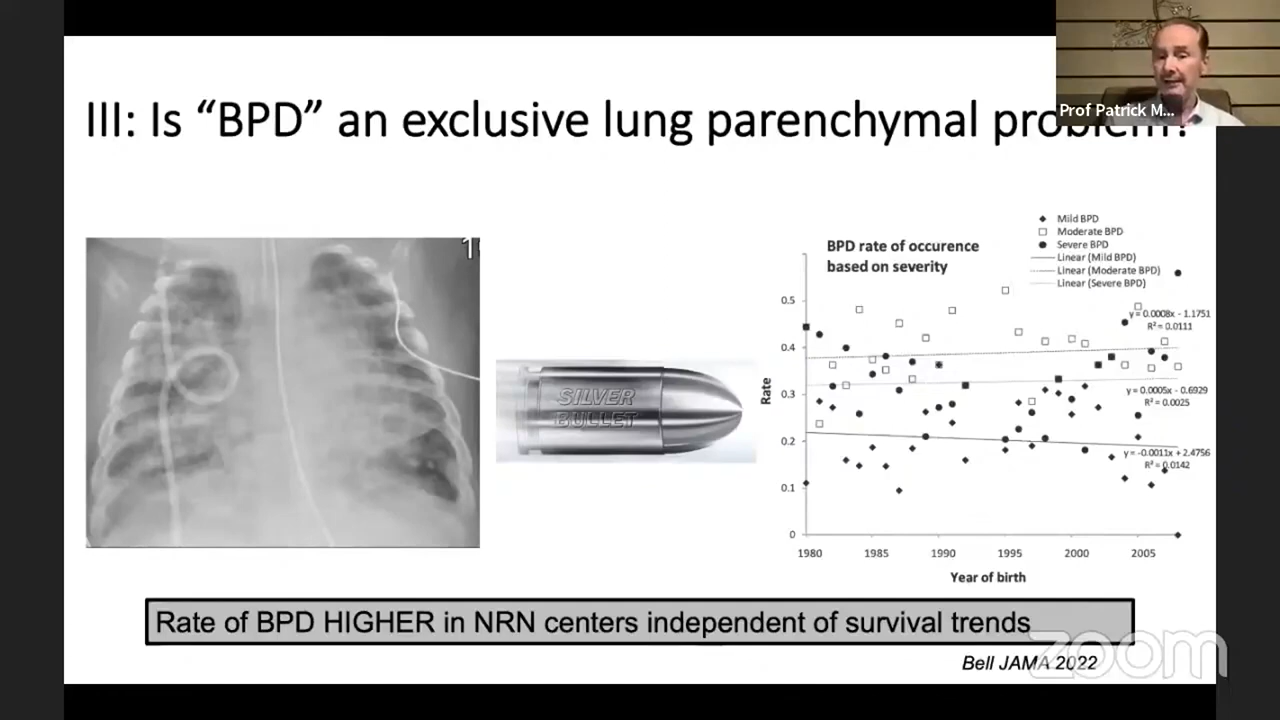 Prof Patrick M...
III: Is “BPD” an exclusive lung parenchymal problem?
1
SILVER
BULLET
BPD rate of occurence
based on severity
Mild BPD
Moderate BPD
Severe BPD
Linear (Mild BPD)
Linear (Moderate BPD)
Linear (Severe BPD)
y = 0.0008x - 1.1751
R² = 0.0111
y = 0.0005x - 0.6929
R² = 0.0025
y = -0.0011x + 2.4756
R² = 0.0142
Rate
0.5
0.4
0.3
0.2
0.1
0
1980
1985
1990
1995
2000
2005
Year of birth
Rate of BPD HIGHER in NRN centers independent of survival trends
Bell JAMA 2022
zoom